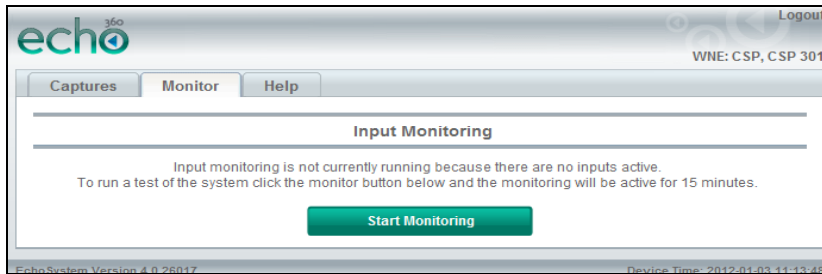 Logout
echo360
WNE: CSP, CSP 301
Captures Monitor Help
Input Monitoring
Input monitoring is not currently running because there are no inputs active.
To run a test of the system click the monitor button below and the monitoring will be active for 15 minutes.
Start Monitoring
EchoSystem Version 4.0.26017 Device Time: 2012-01-03 11:13:48